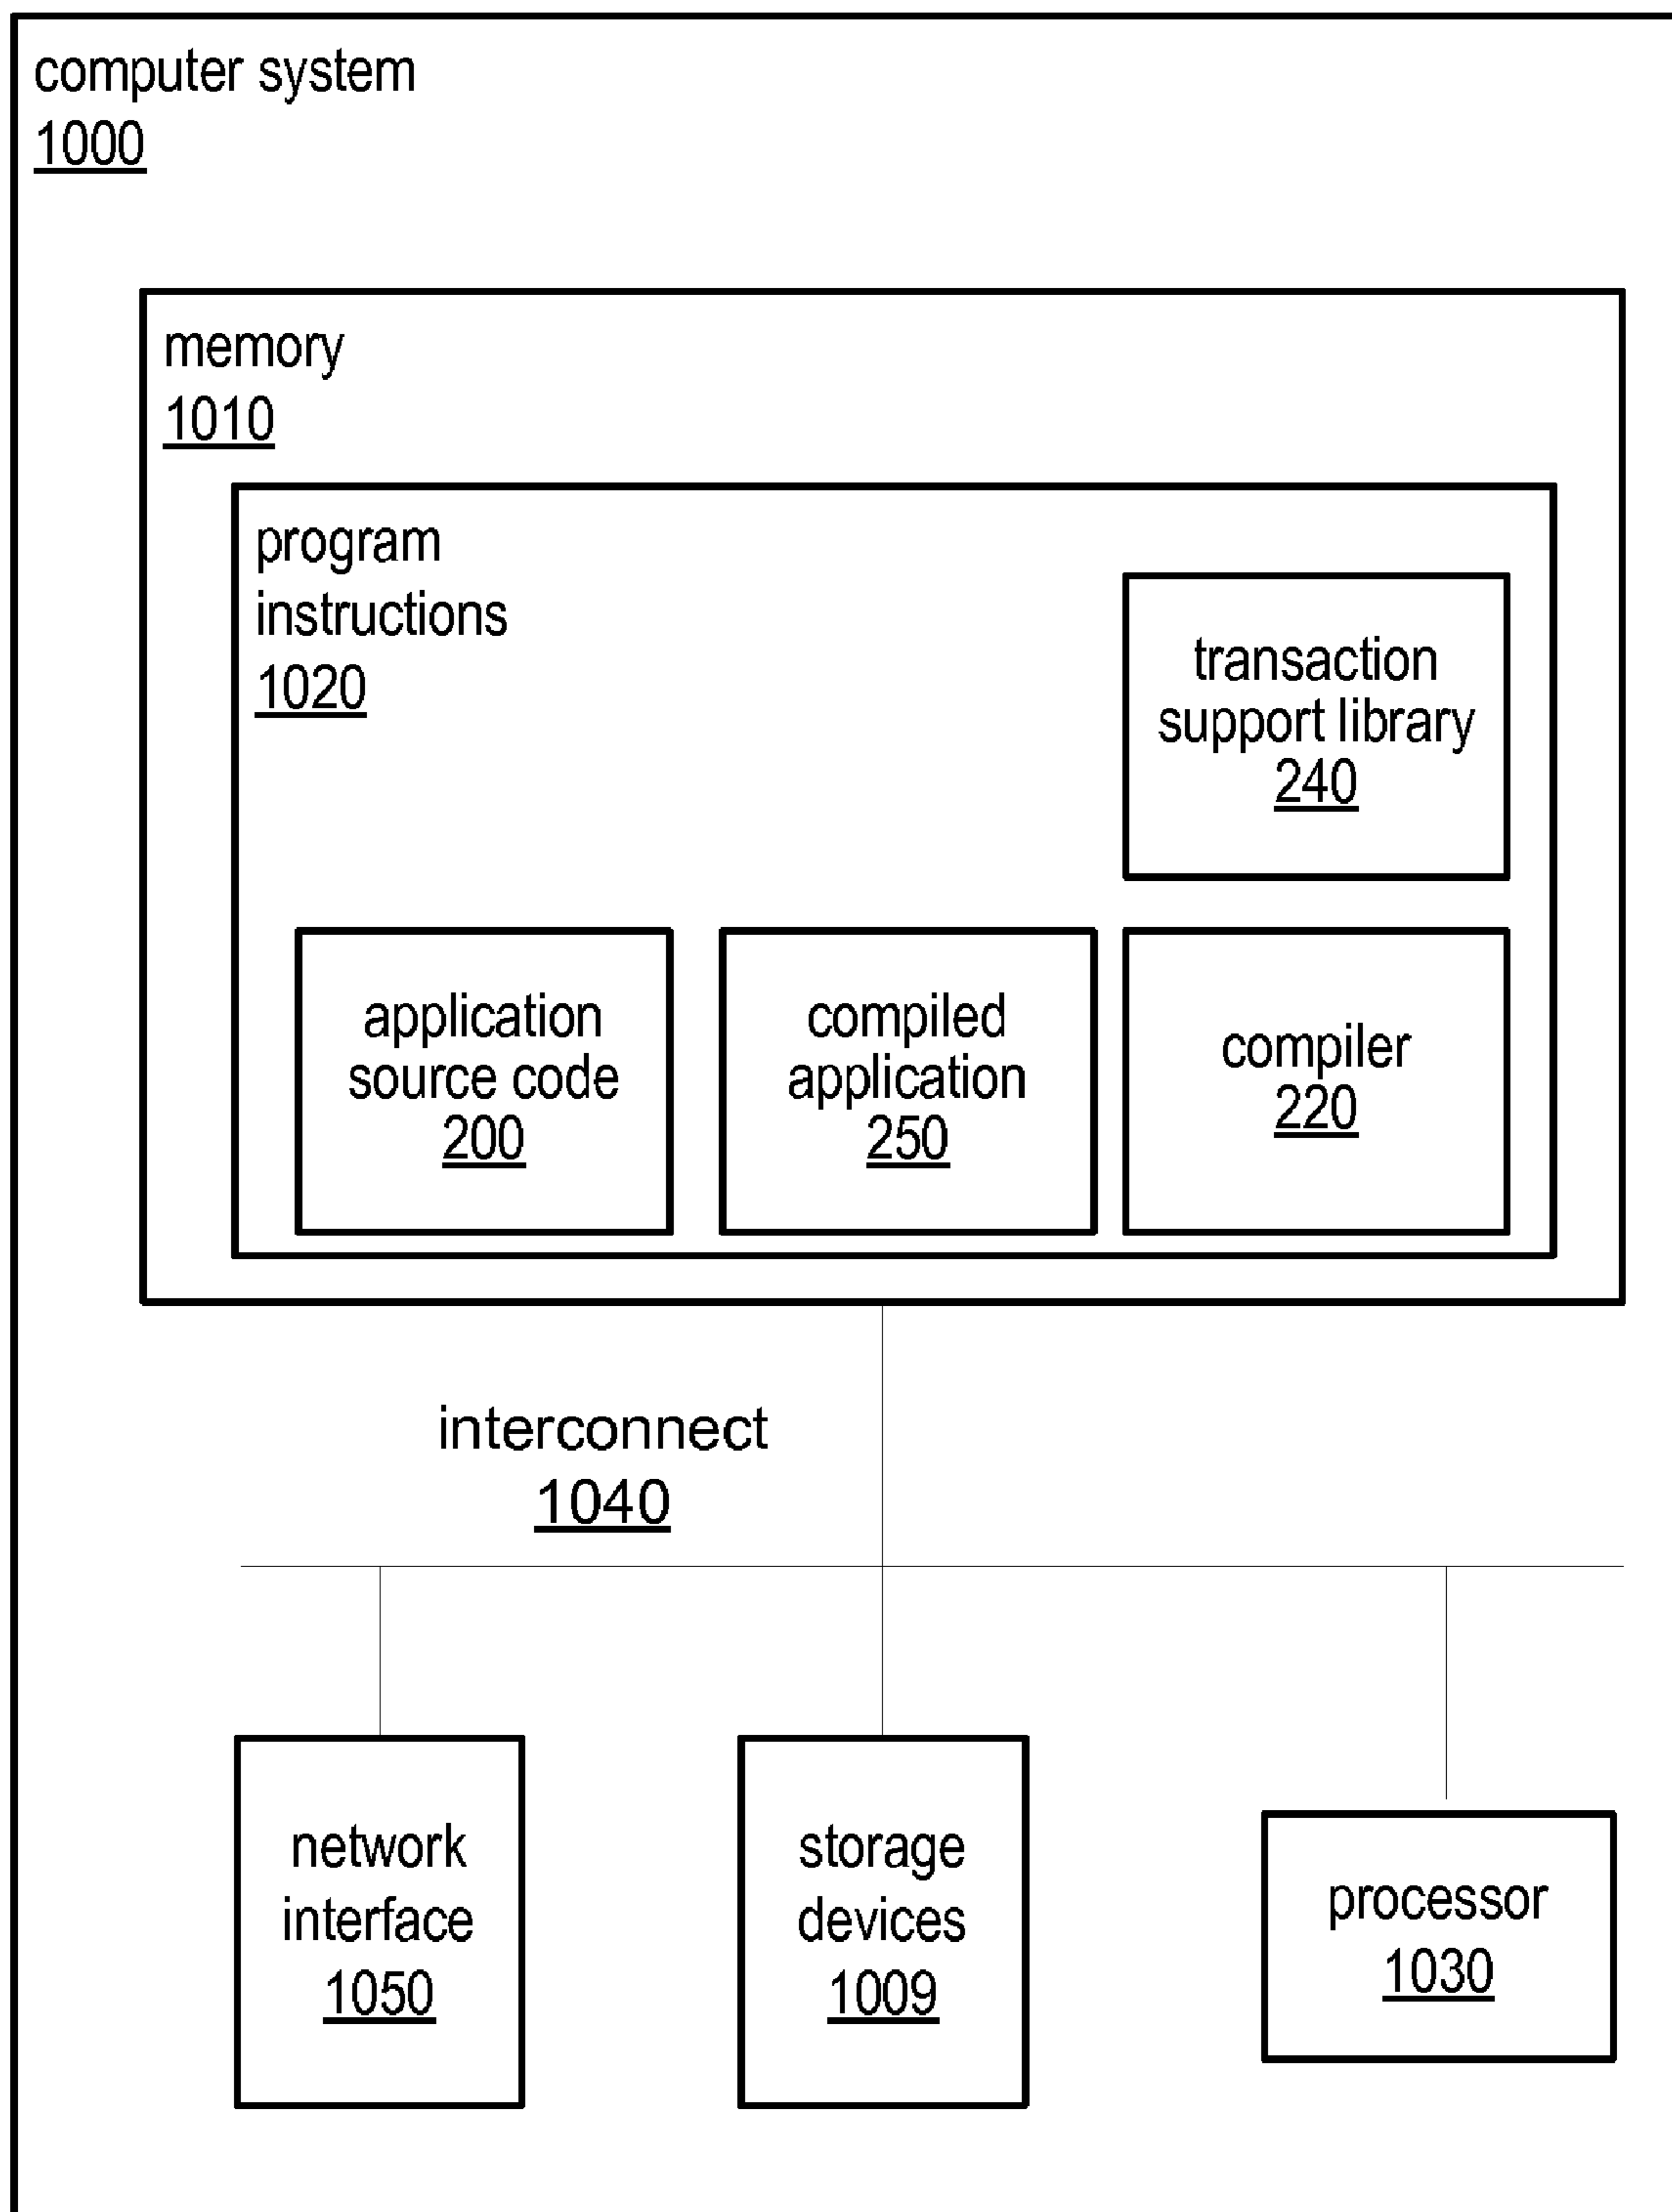 computer system
1000
memory
1010
program
instructions
1020
transaction
support library
240
application
source code
200
compiled
application
250
compiler
220
interconnect
1040
network
interface
1050
storage
devices
1009
processor
1030